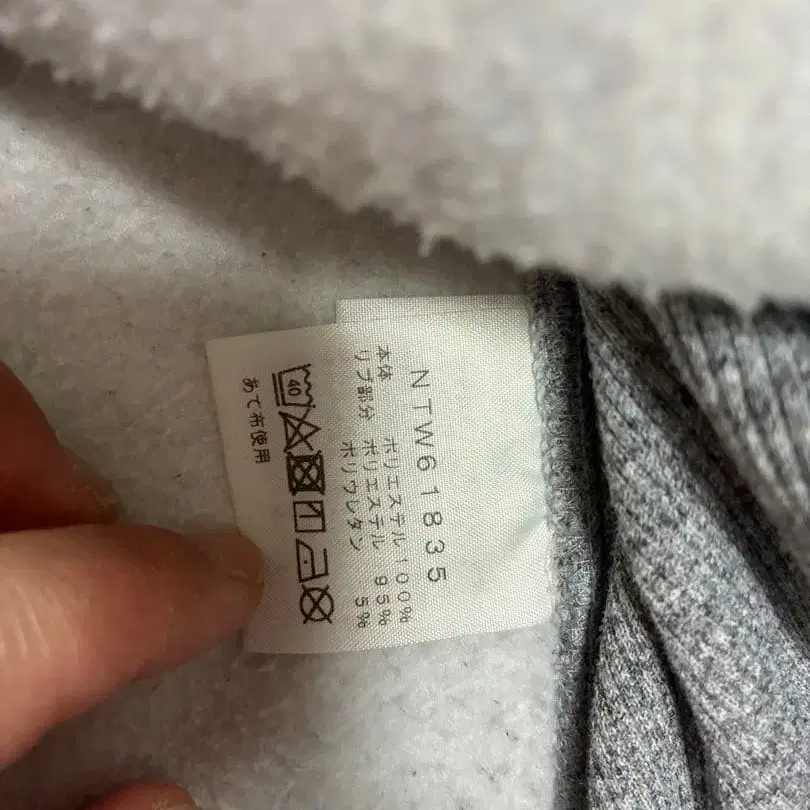 NTW61835
本体 ポリエステル100%
リブ部分 ポリエステル 95%
ポリウレタン 5%
40
あて布使用